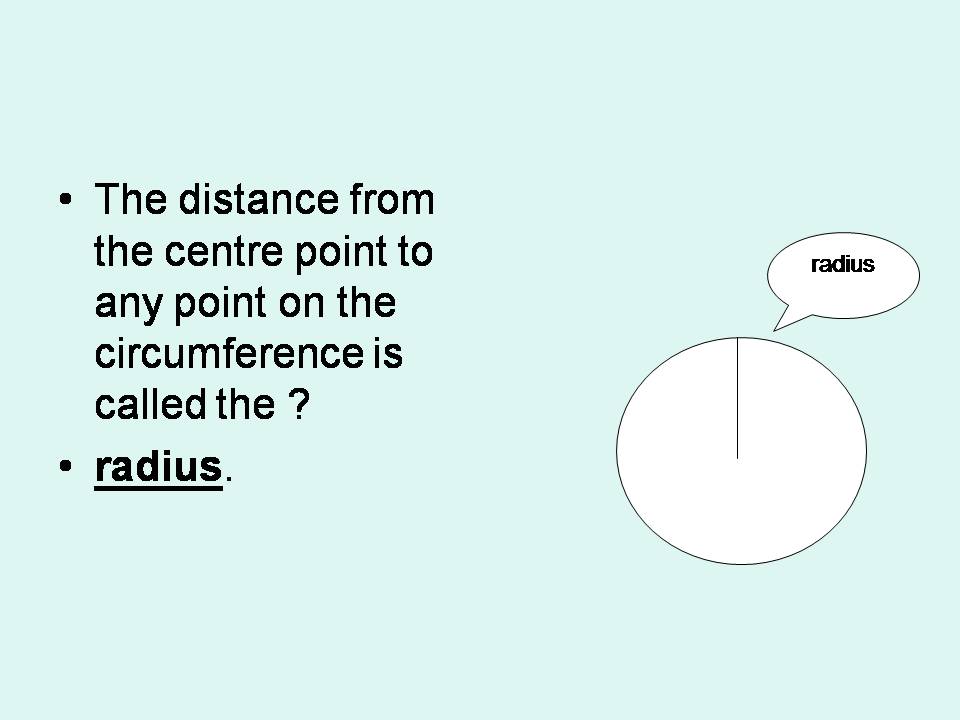 • The distance from
the centre point to
any point on the
circumference is
called the ?
• radius.
radius